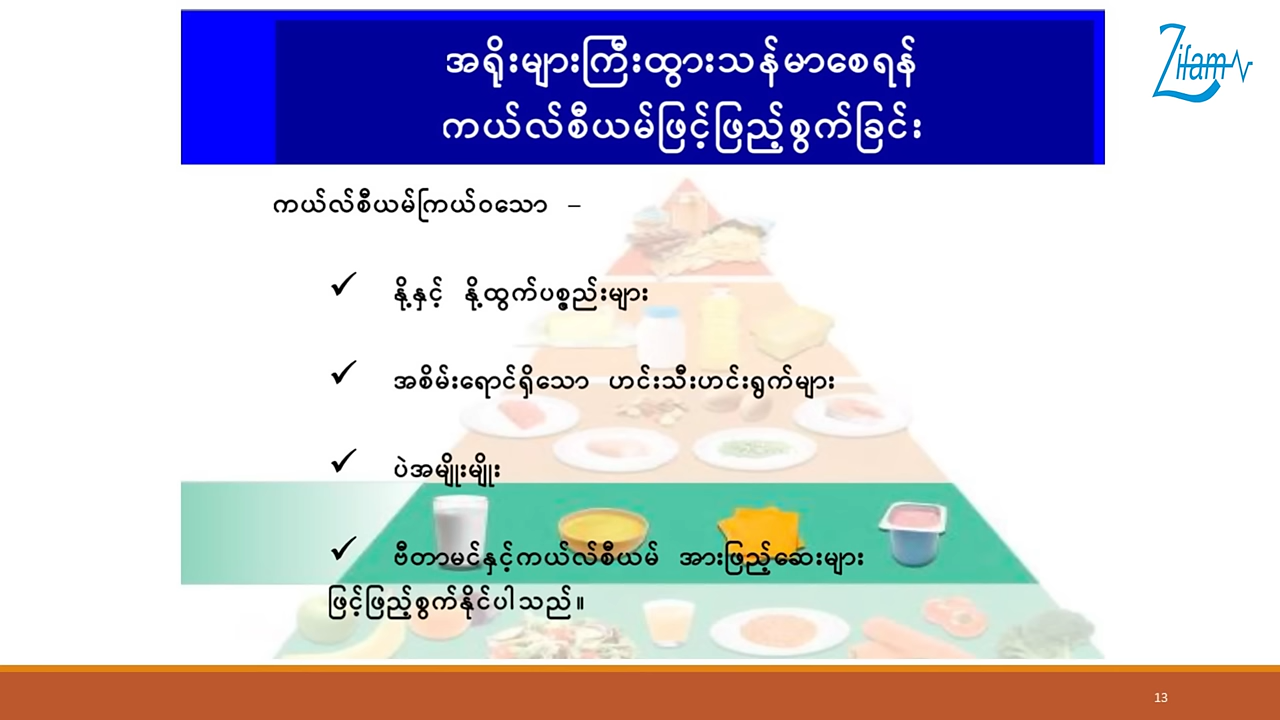 အရိုးများကြီးထွားသန်မာစေရန်
ကယ်လ်စီယမ်ဖြင့်ဖြည့်စွက်ခြင်း
Zifam
ကယ်လ်စီယမ်ကြယ်ဝသော –
✓ နို့နှင့် နို့ထွက်ပစ္စည်းများ
✓ အစိမ်းရောင်ရှိသော ဟင်းသီးဟင်းရွက်များ
✓ ပဲအမျိုးမျိုး
✓ ဗီတာမင်နှင့်ကယ်လ်စီယမ် အားဖြည့်ဆေးများ
ဖြင့်ဖြည့်စွက်နိုင်ပါသည်။
13